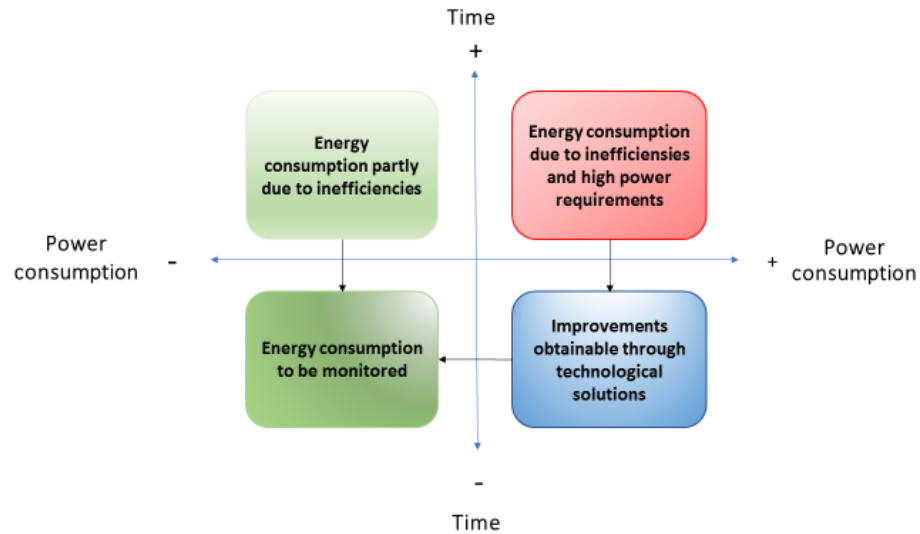 Time
+
Energy
consumption partly
due to inefficiencies
Energy consumption
due to inefficiensies
and high power
requirements
Power
consumption
-
+
Power
consumption
Energy consumption
to be monitored
Improvements
obtainable through
technological
solutions
-
Time